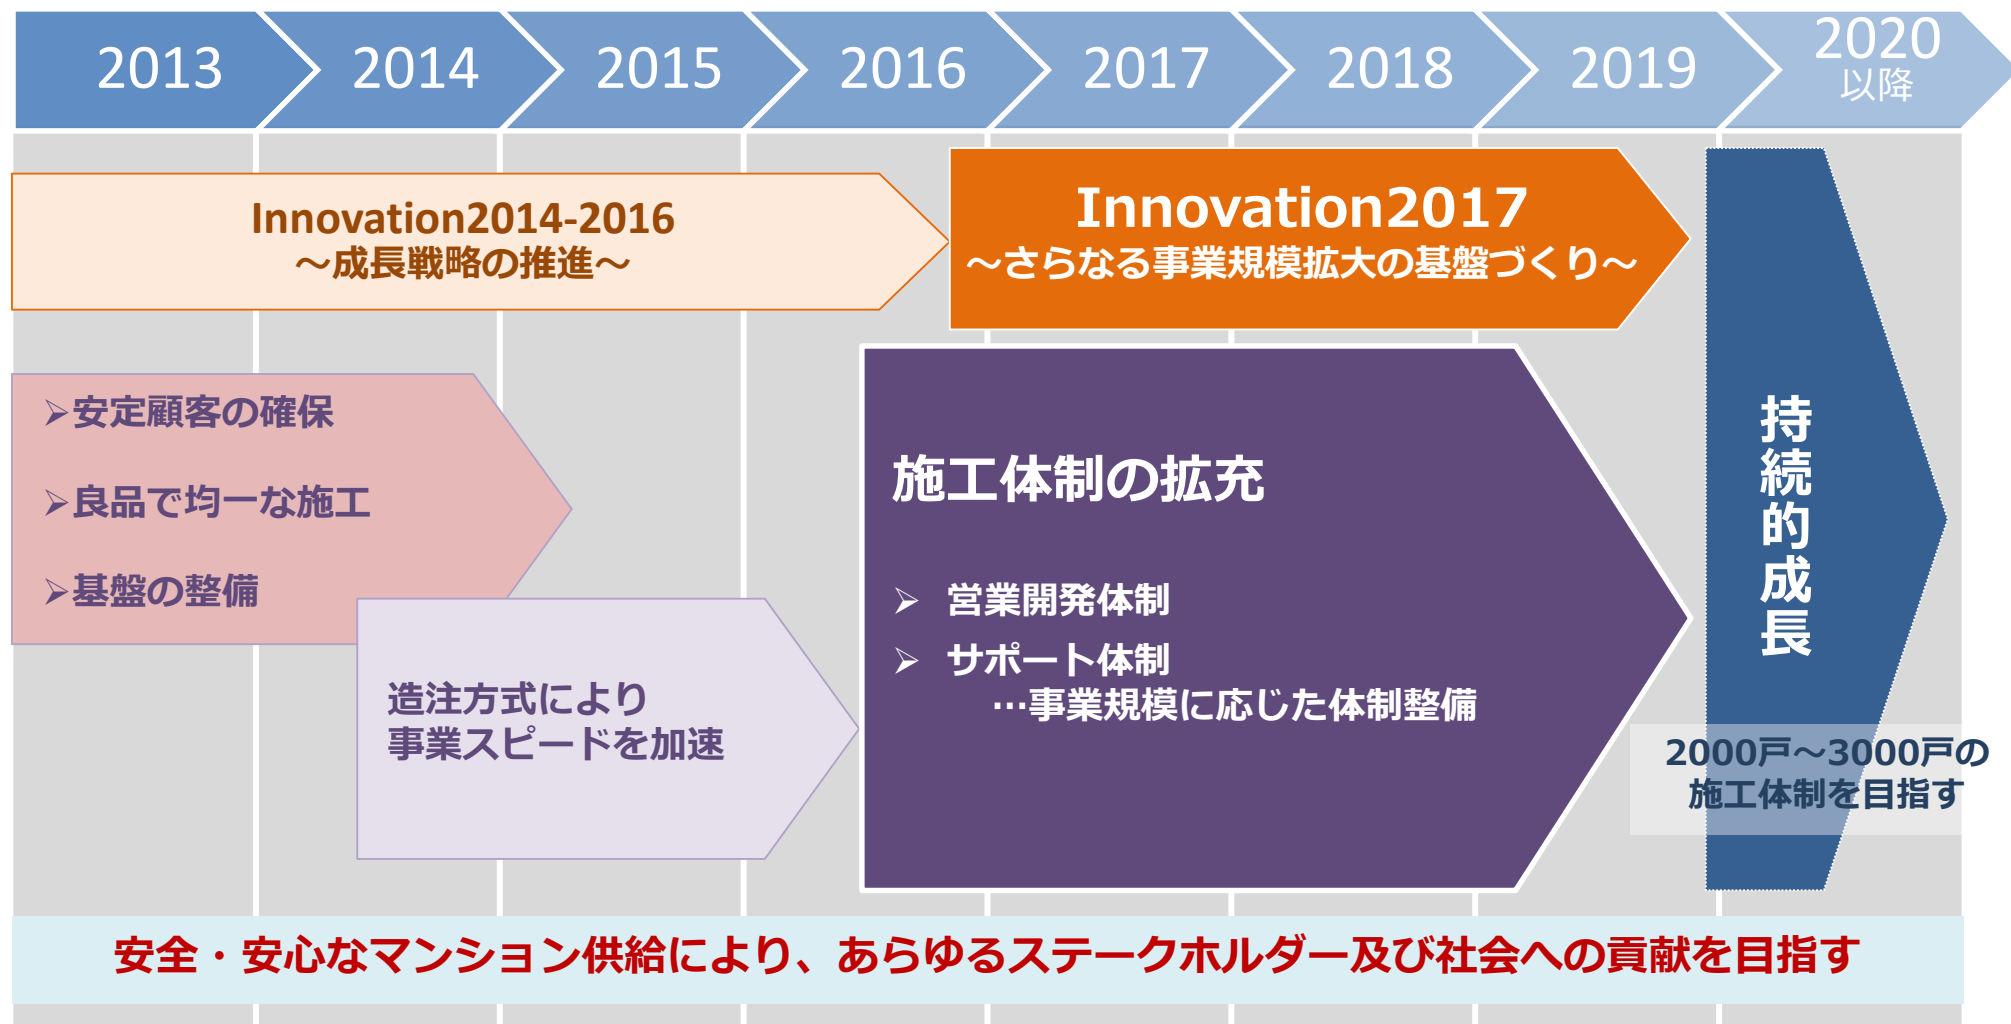 2013
2014
2015
2016
2017
2018
2019
2020
以降
Innovation2014-2016
～成長戦略の推進～
Innovation2017
～さらなる事業規模拡大の基盤づくり～
➢安定顧客の確保
➢良品で均一な施工
➢基盤の整備
造注方式により
事業スピードを加速
施工体制の拡充
➢ 営業開発体制
➢ サポート体制
…事業規模に応じた体制整備
持続的成長
2000戸～3000戸の
施工体制を目指す
安全・安心なマンション供給により、あらゆるステークホルダー及び社会への貢献を目指す